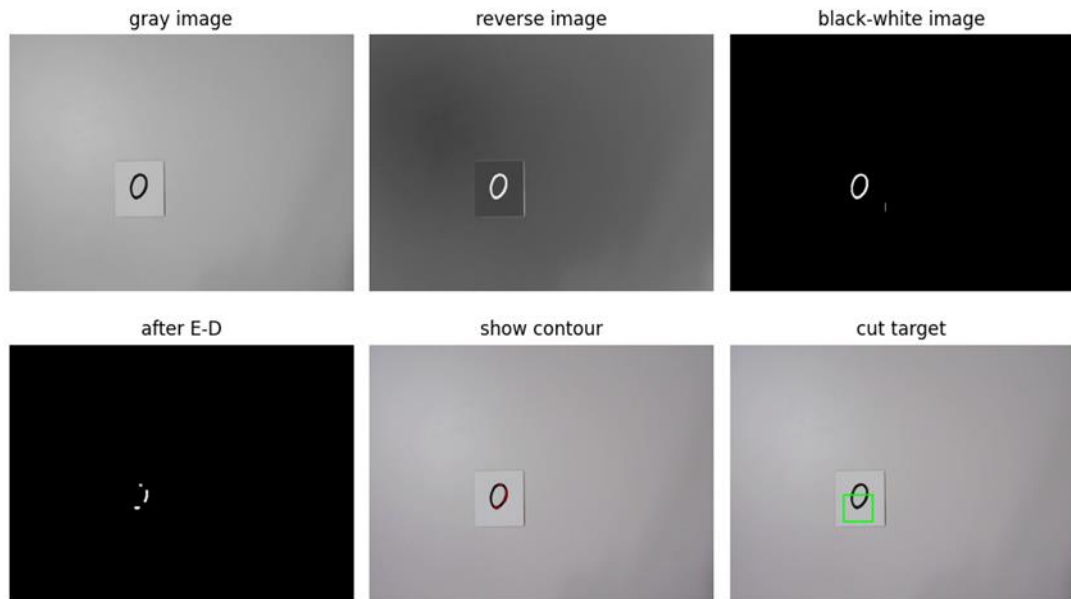 gray image reverse image black-white image
0 0 0
after E-D show contour cut target
0 0